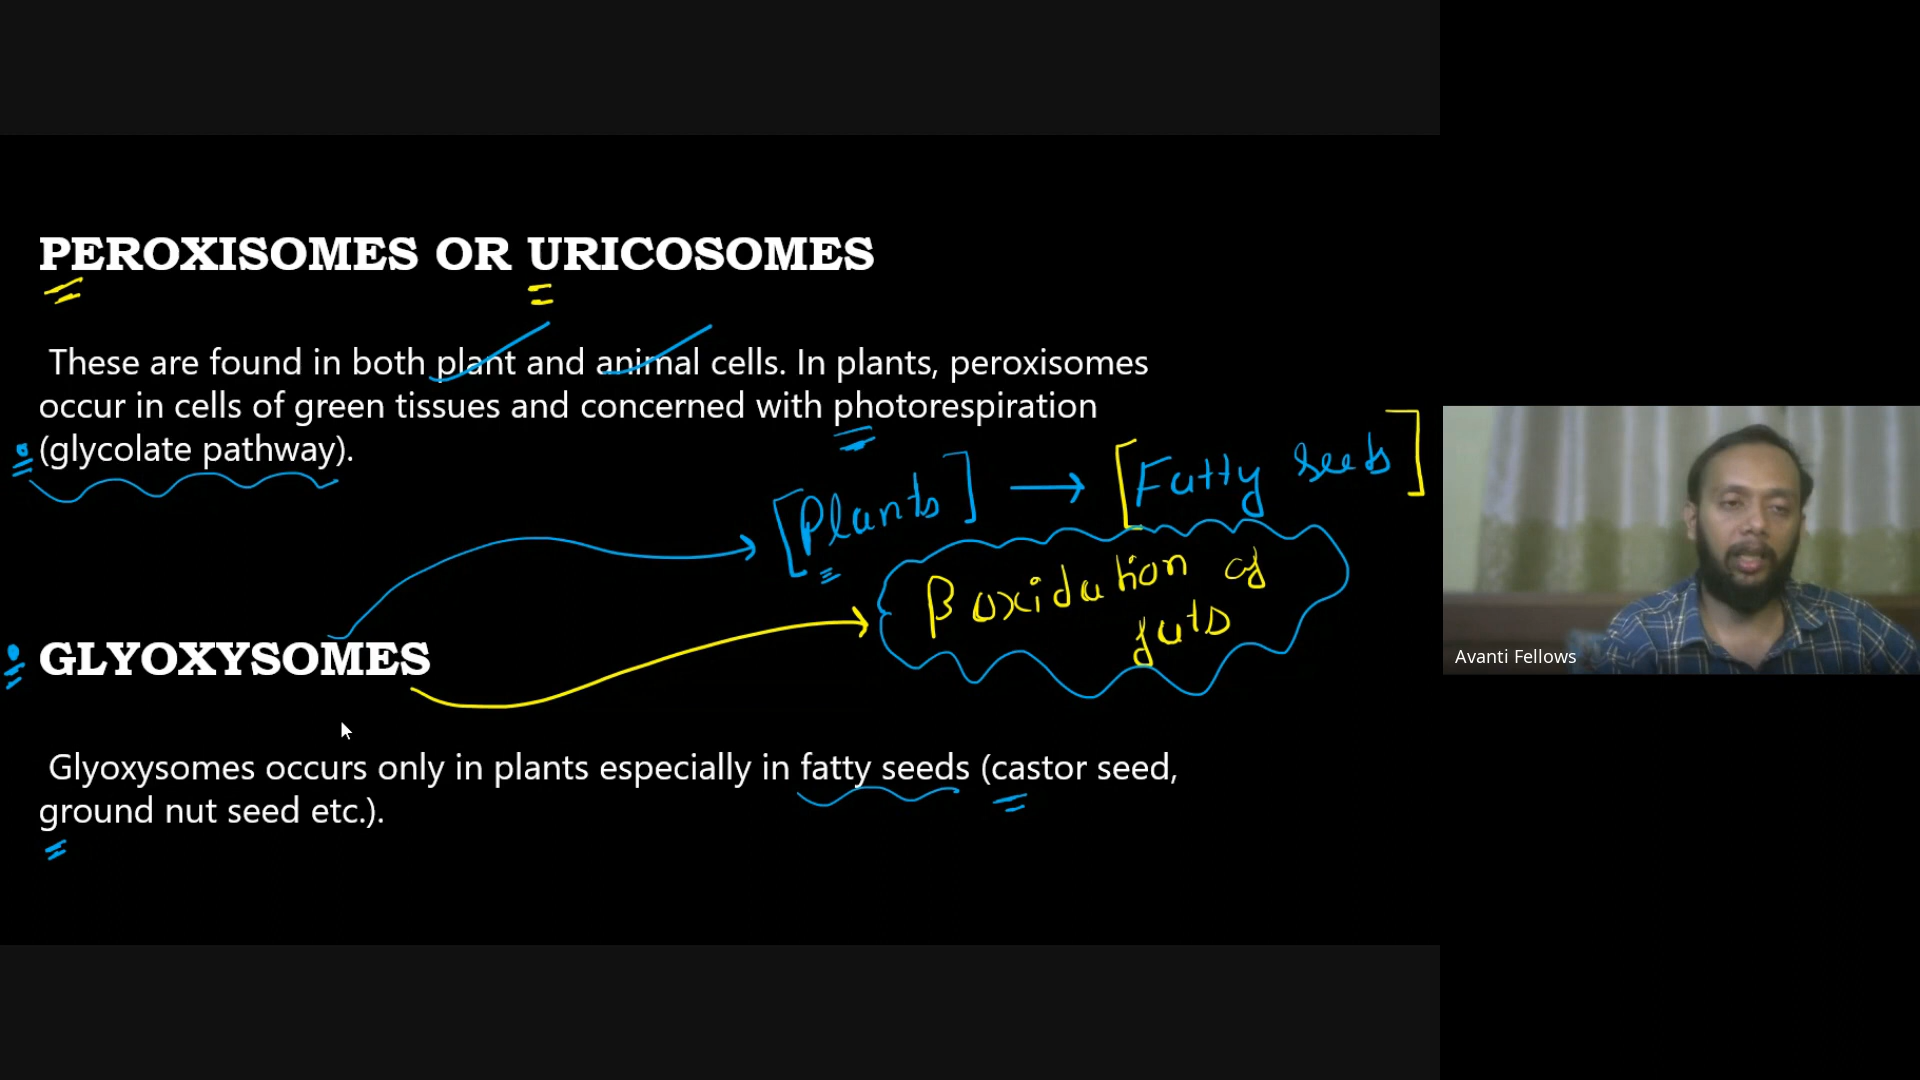 PEROXISOMES OR URICOSOMES
These are found in both plant and animal cells. In plants, peroxisomes
occur in cells of green tissues and concerned with photorespiration
(glycolate pathway).
[Plants] → [Fatty seeds]
β oxidation of
fats
GLYOXYSOMES
Glyoxysomes occurs only in plants especially in fatty seeds (castor seed,
ground nut seed etc.).
Avanti Fellows